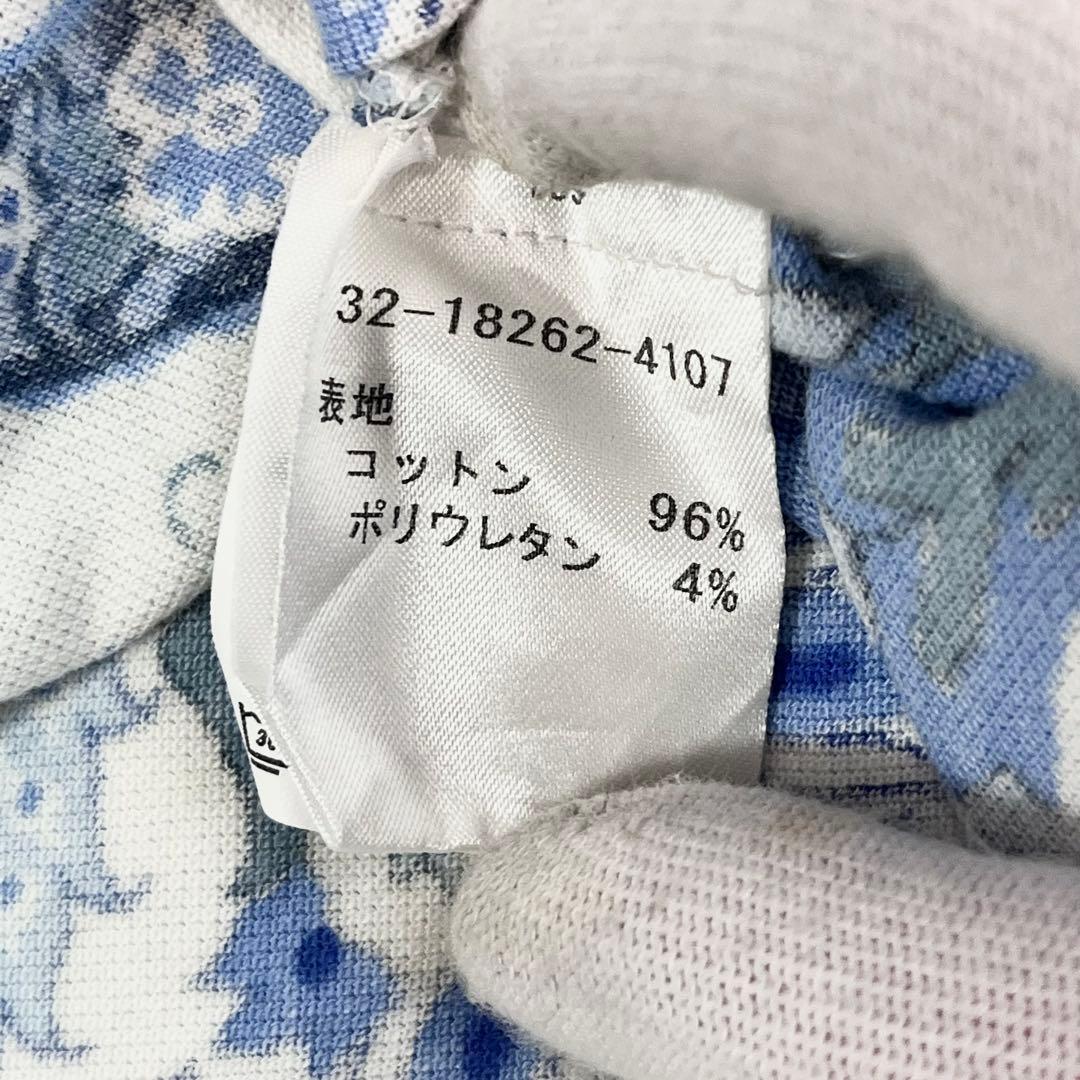 32-18262-4107
表地
コットン 96%
ポリウレタン 4%